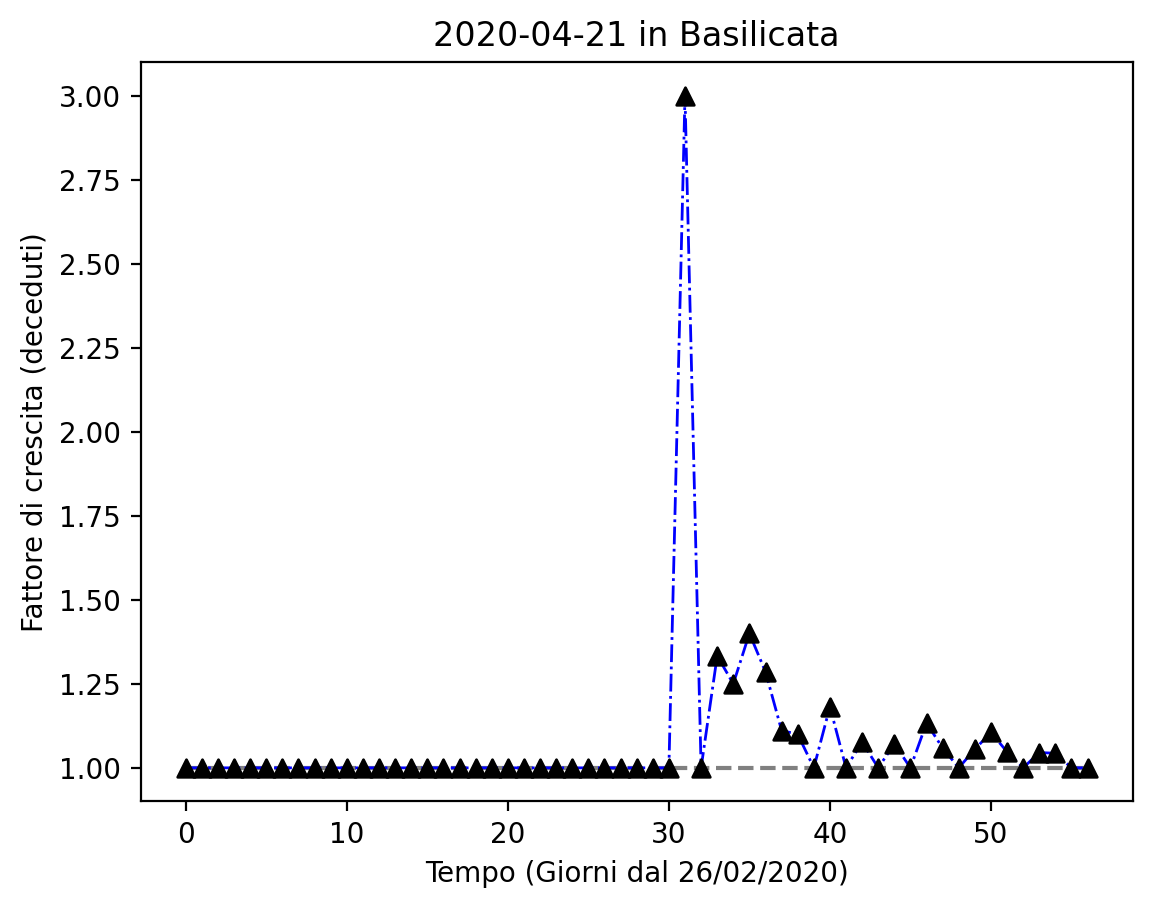 2020-04-21 in Basilicata
Fattore di crescita (deceduti)
3.00
2.75
2.50
2.25
2.00
1.75
1.50
1.25
1.00
0 10 20 30 40 50
Tempo (Giorni dal 26/02/2020)